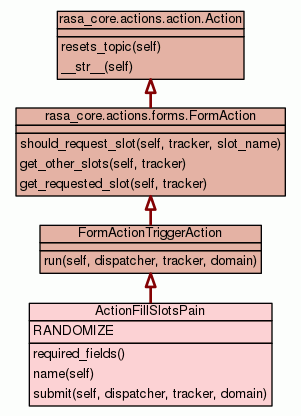 rasa_core.actions.action.Action
resets_topic(self)
__str__(self)
rasa_core.actions.forms.FormAction
should_request_slot(self, tracker, slot_name)
get_other_slots(self, tracker)
get_requested_slot(self, tracker)
FormActionTriggerAction
run(self, dispatcher, tracker, domain)
ActionFillSlotsPain
RANDOMIZE
required_fields()
name(self)
submit(self, dispatcher, tracker, domain)